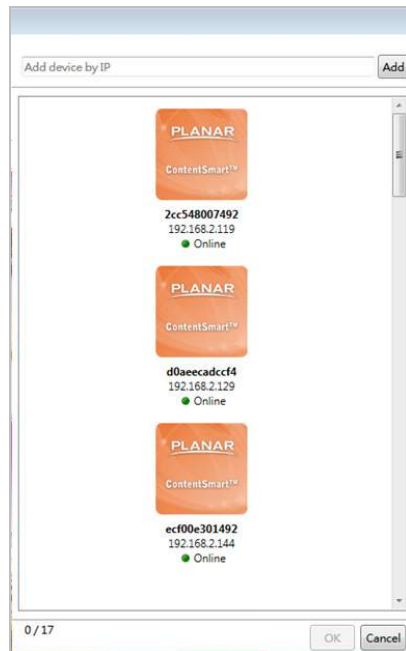 Add device by IP
Add
PLANAR
ContentSmart™
2cc548007492
192.168.2.119
Online
PLANAR
ContentSmart™
d0aeecadccf4
192.168.2.129
Online
PLANAR
ContentSmart™
ecf00e301492
192.168.2.144
Online
0 / 17
OK
Cancel